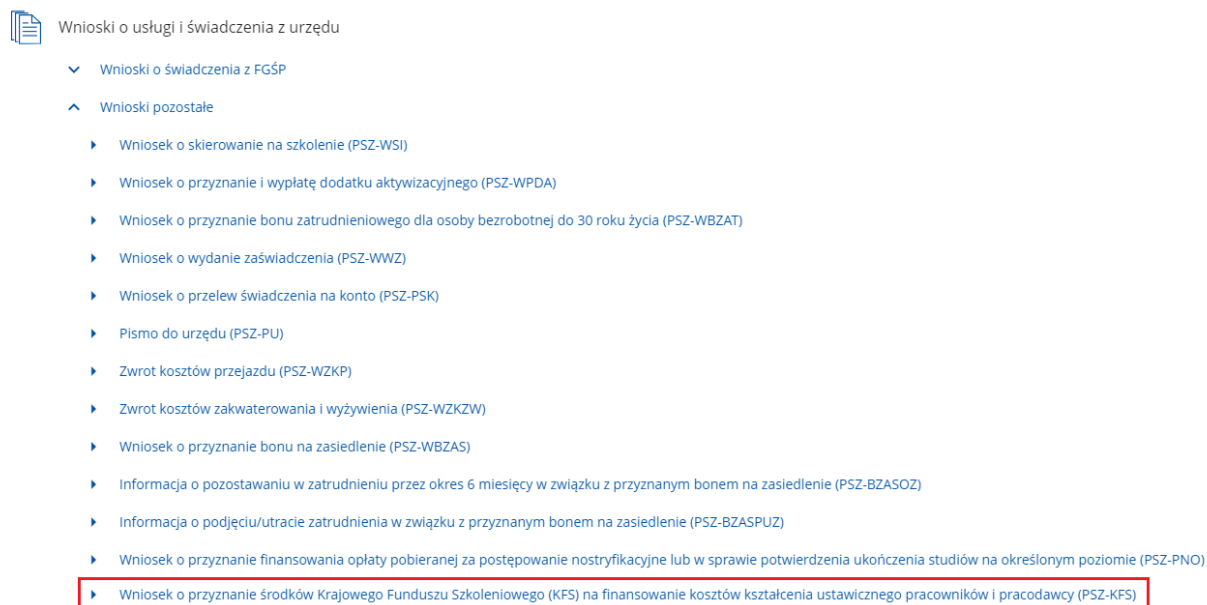 Wnioski o usługi i świadczenia z urzędu
Wnioski o świadczenia z FGŚP
Wnioski pozostałe
Wniosek o skierowanie na szkolenie (PSZ-WSI)
Wniosek o przyznanie i wypłatę dodatku aktywizacyjnego (PSZ-WPDA)
Wniosek o przyznanie bonu zatrudnieniowego dla osoby bezrobotnej do 30 roku życia (PSZ-WBZAT)
Wniosek o wydanie zaświadczenia (PSZ-WWZ)
Wniosek o przelew świadczenia na konto (PSZ-PSK)
Pismo do urzędu (PSZ-PU)
Zwrot kosztów przejazdu (PSZ-WZKP)
Zwrot kosztów zakwaterowania i wyżywienia (PSZ-WZKZW)
Wniosek o przyznanie bonu na zasiedlenie (PSZ-WBZAS)
Informacja o pozostawaniu w zatrudnieniu przez okres 6 miesięcy w związku z przyznanym bonem na zasiedlenie (PSZ-BZASOZ)
Informacja o podjęciu/utracie zatrudnienia w związku z przyznanym bonem na zasiedlenie (PSZ-BZASPUZ)
Wniosek o przyznanie finansowania opłaty pobieranej za postępowanie nostryfikacyjne lub w sprawie potwierdzenia ukończenia studiów na określonym poziomie (PSZ-PNO)
Wniosek o przyznanie środków Krajowego Funduszu Szkoleniowego (KFS) na finansowanie kosztów kształcenia ustawicznego pracowników i pracodawcy (PSZ-KFS)